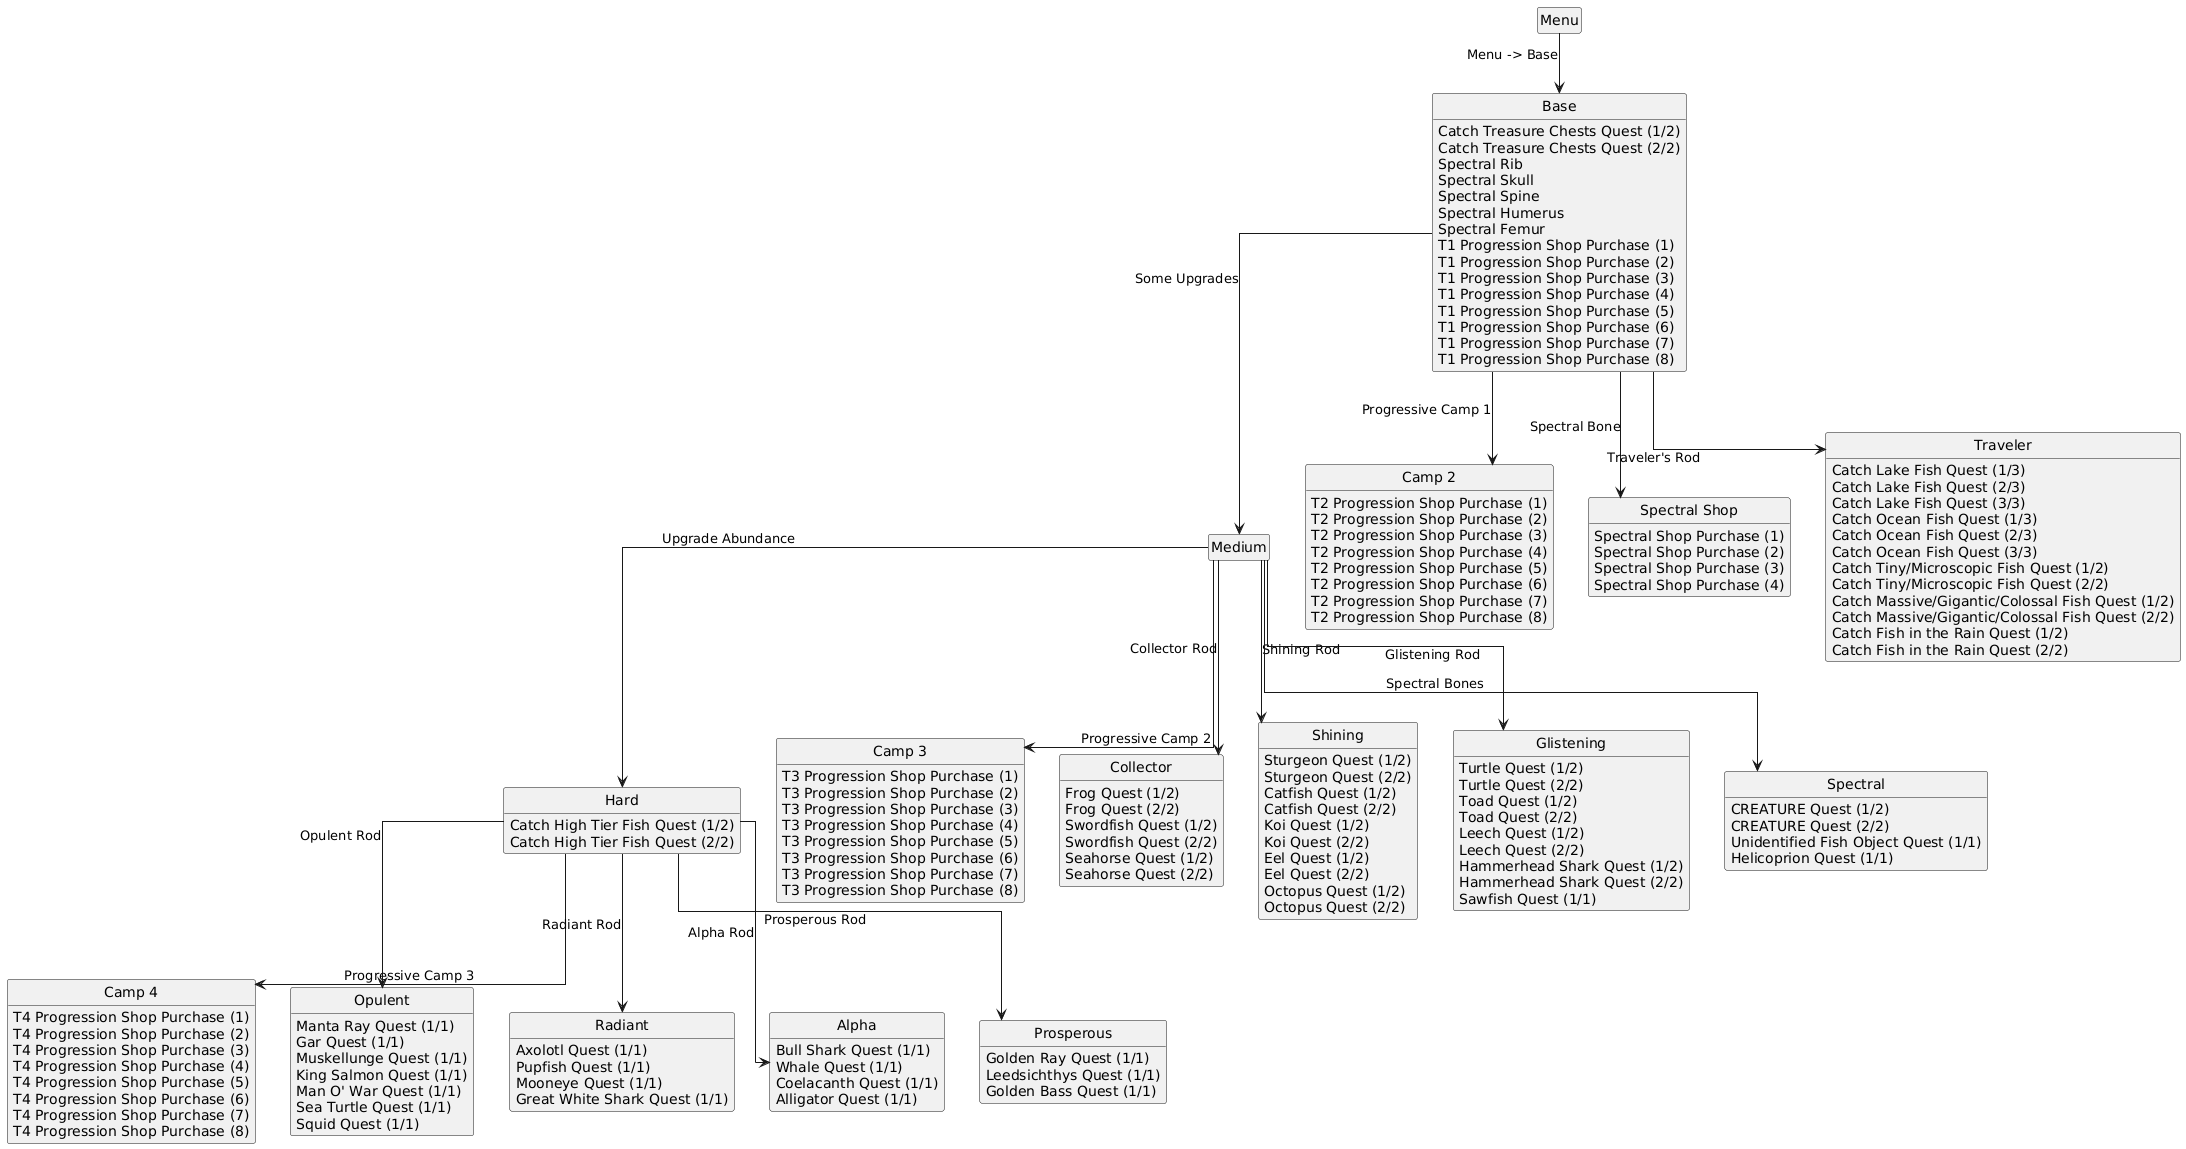 Menu
Menu -> Base
Base
Catch Treasure Chests Quest (1/2)
Catch Treasure Chests Quest (2/2)
Spectral Rib
Spectral Skull
Spectral Spine
Spectral Humerus
Spectral Femur
T1 Progression Shop Purchase (1)
T1 Progression Shop Purchase (2)
T1 Progression Shop Purchase (3)
T1 Progression Shop Purchase (4)
T1 Progression Shop Purchase (5)
T1 Progression Shop Purchase (6)
T1 Progression Shop Purchase (7)
T1 Progression Shop Purchase (8)
Some Upgrades
Progressive Camp 1
Spectral Bone
Traveler's Rod
Camp 2
T2 Progression Shop Purchase (1)
T2 Progression Shop Purchase (2)
T2 Progression Shop Purchase (3)
T2 Progression Shop Purchase (4)
T2 Progression Shop Purchase (5)
T2 Progression Shop Purchase (6)
T2 Progression Shop Purchase (7)
T2 Progression Shop Purchase (8)
Spectral Shop
Spectral Shop Purchase (1)
Spectral Shop Purchase (2)
Spectral Shop Purchase (3)
Spectral Shop Purchase (4)
Traveler
Catch Lake Fish Quest (1/3)
Catch Lake Fish Quest (2/3)
Catch Lake Fish Quest (3/3)
Catch Ocean Fish Quest (1/3)
Catch Ocean Fish Quest (2/3)
Catch Ocean Fish Quest (3/3)
Catch Tiny/Microscopic Fish Quest (1/2)
Catch Tiny/Microscopic Fish Quest (2/2)
Catch Massive/Gigantic/Colossal Fish Quest (1/2)
Catch Massive/Gigantic/Colossal Fish Quest (2/2)
Catch Fish in the Rain Quest (1/2)
Catch Fish in the Rain Quest (2/2)
Medium
Upgrade Abundance
Collector Rod
Shining Rod
Glistening Rod
Spectral Bones
Progressive Camp 2
Camp 3
T3 Progression Shop Purchase (1)
T3 Progression Shop Purchase (2)
T3 Progression Shop Purchase (3)
T3 Progression Shop Purchase (4)
T3 Progression Shop Purchase (5)
T3 Progression Shop Purchase (6)
T3 Progression Shop Purchase (7)
T3 Progression Shop Purchase (8)
Collector
Frog Quest (1/2)
Frog Quest (2/2)
Swordfish Quest (1/2)
Swordfish Quest (2/2)
Seahorse Quest (1/2)
Seahorse Quest (2/2)
Shining
Sturgeon Quest (1/2)
Sturgeon Quest (2/2)
Catfish Quest (1/2)
Catfish Quest (2/2)
Koi Quest (1/2)
Koi Quest (2/2)
Eel Quest (1/2)
Eel Quest (2/2)
Octopus Quest (1/2)
Octopus Quest (2/2)
Glistening
Turtle Quest (1/2)
Turtle Quest (2/2)
Toad Quest (1/2)
Toad Quest (2/2)
Leech Quest (1/2)
Leech Quest (2/2)
Hammerhead Shark Quest (1/2)
Hammerhead Shark Quest (2/2)
Sawfish Quest (1/1)
Spectral
CREATURE Quest (1/2)
CREATURE Quest (2/2)
Unidentified Fish Object Quest (1/1)
Helicoprion Quest (1/1)
Hard
Catch High Tier Fish Quest (1/2)
Catch High Tier Fish Quest (2/2)
Opulent Rod
Radiant Rod
Alpha Rod
Prosperous Rod
Progressive Camp 3
Camp 4
T4 Progression Shop Purchase (1)
T4 Progression Shop Purchase (2)
T4 Progression Shop Purchase (3)
T4 Progression Shop Purchase (4)
T4 Progression Shop Purchase (5)
T4 Progression Shop Purchase (6)
T4 Progression Shop Purchase (7)
T4 Progression Shop Purchase (8)
Opulent
Manta Ray Quest (1/1)
Gar Quest (1/1)
Muskellunge Quest (1/1)
King Salmon Quest (1/1)
Man O' War Quest (1/1)
Sea Turtle Quest (1/1)
Squid Quest (1/1)
Radiant
Axolotl Quest (1/1)
Pupfish Quest (1/1)
Mooneye Quest (1/1)
Great White Shark Quest (1/1)
Alpha
Bull Shark Quest (1/1)
Whale Quest (1/1)
Coelacanth Quest (1/1)
Alligator Quest (1/1)
Prosperous
Golden Ray Quest (1/1)
Leedsichthys Quest (1/1)
Golden Bass Quest (1/1)